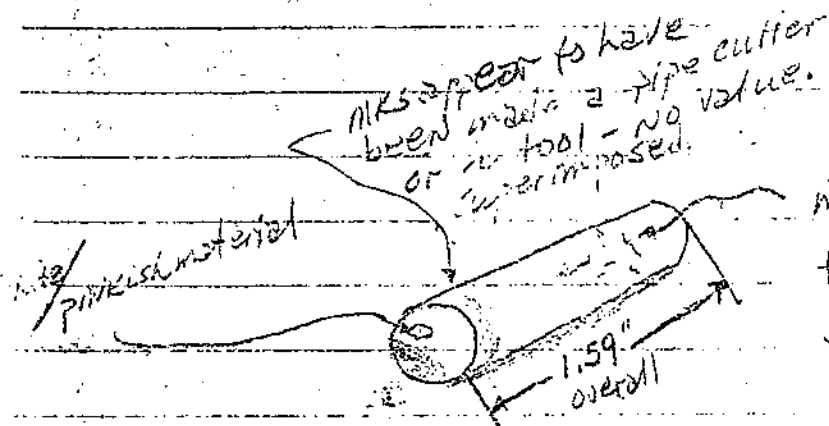 mks appear to have
been made a pipe cutter
or tool - No value.
superimposed.
pinkish material
1.59"
overall